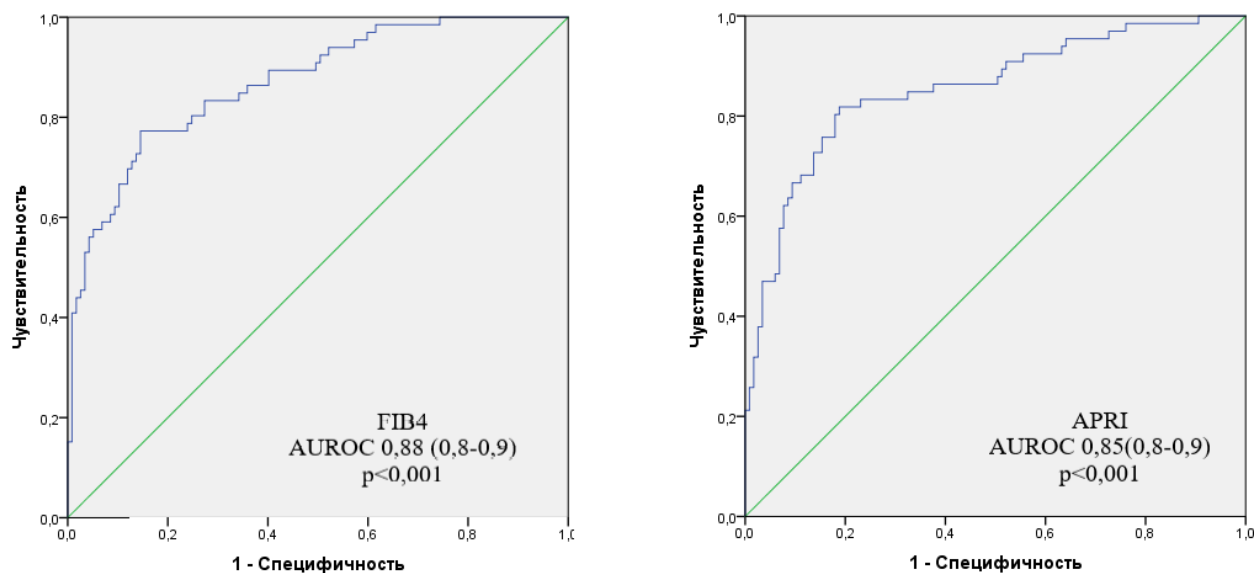 Чувствительность
1,0
0,8
0,6
0,4
0,2
0,0
FIB4
AUROC 0,88 (0,8-0,9)
p<0,001
0,0 0,2 0,4 0,6 0,8
1 - Специфичность
Чувствительность
1,0
0,8
0,6
0,4
0,2
0,0
APRI
AUROC 0,85(0,8-0,9)
p<0,001
0,0 0,2 0,4 0,6 0,8 1,0
1 - Специфичность